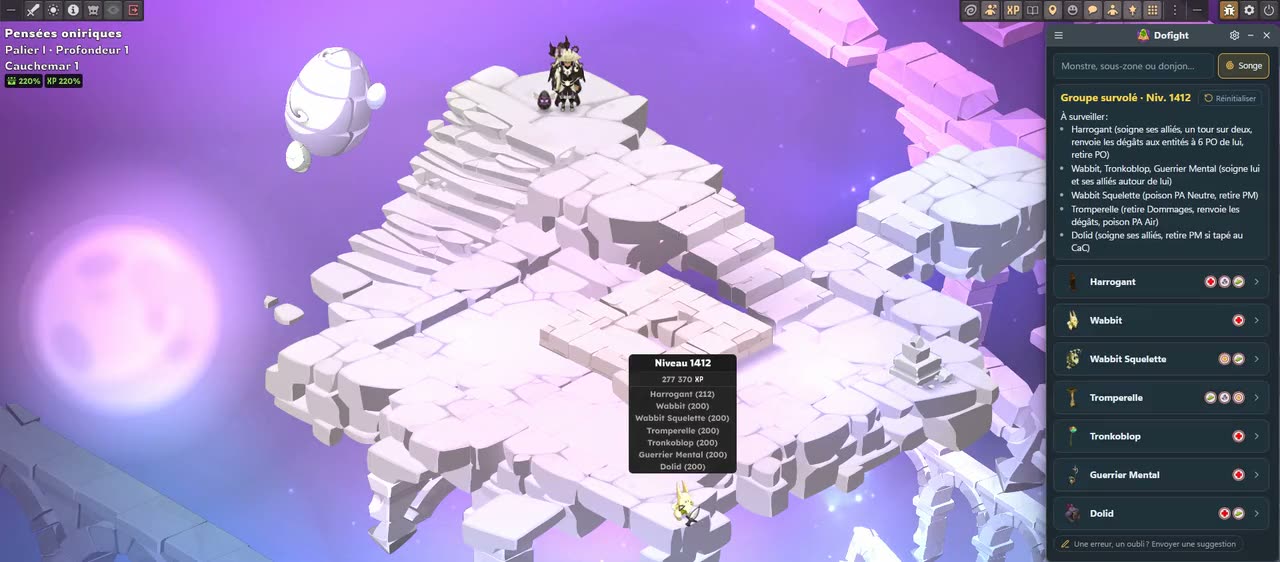 Pensées oniriques
Palier I · Profondeur 1
Cauchemar 1
220%
XP 220%
XP
Niveau 1412
277 370 XP
Harrogant (212)
Wabbit (200)
Wabbit Squelette (200)
Tromperelle (200)
Tronkoblop (200)
Guerrier Mental (200)
Dolid (200)
Dofight
Monstre, sous-zone ou donjon...
Songe
Groupe survolé · Niv. 1412
Réinitialiser
À surveiller :
Harrogant (soigne ses alliés, un tour sur deux,
renvoie les dégâts aux entités à 6 PO de lui,
retire PO)
Wabbit, Tronkoblop, Guerrier Mental (soigne lui
et ses alliés autour de lui)
Wabbit Squelette (poison PA Neutre, retire PM)
Tromperelle (retire Dommages, renvoie les
dégâts, poison PA Air)
Dolid (soigne ses alliés, retire PM si tapé au
CaC)
Harrogant
Wabbit
Wabbit Squelette
Tromperelle
Tronkoblop
Guerrier Mental
Dolid
Une erreur, un oubli ? Envoyer une suggestion